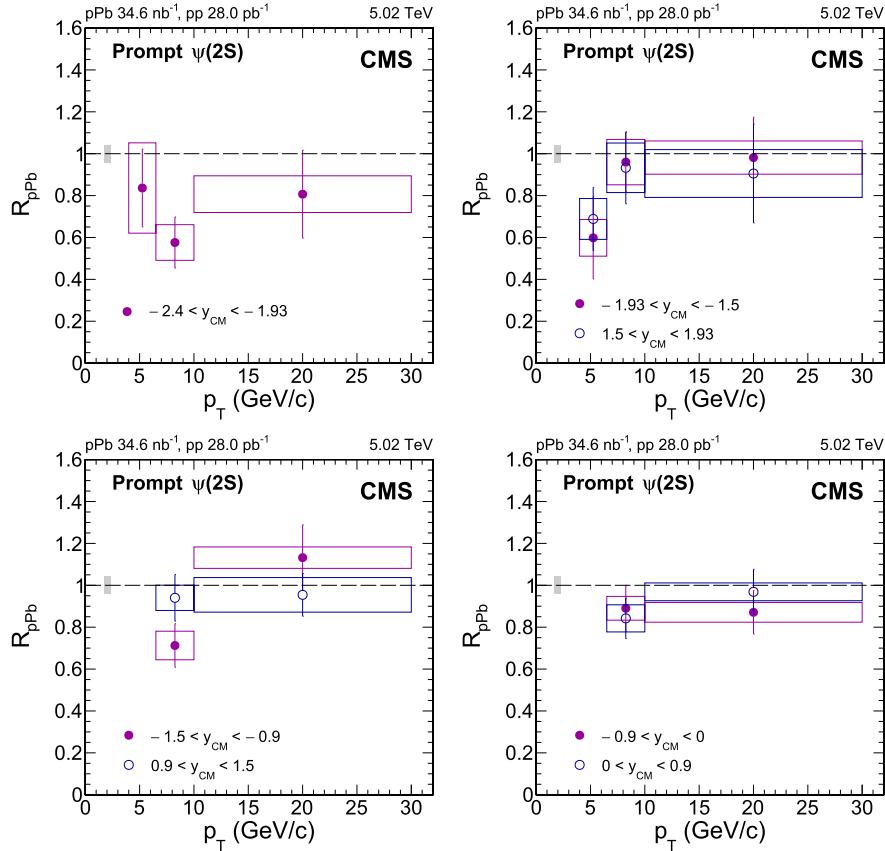 pPb 34.6 nb⁻¹, pp 28.0 pb⁻¹ 5.02 TeV
Prompt ψ(2S) CMS
R_pPb
1.6
1.4
1.2
1
0.8
0.6
0.4
0.2
0
− 2.4 < y_CM < − 1.93
0 5 10 15 20 25 30
p_T (GeV/c)
pPb 34.6 nb⁻¹, pp 28.0 pb⁻¹ 5.02 TeV
Prompt ψ(2S) CMS
R_pPb
1.6
1.4
1.2
1
0.8
0.6
0.4
0.2
0
− 1.93 < y_CM < − 1.5
1.5 < y_CM < 1.93
0 5 10 15 20 25 30
p_T (GeV/c)
pPb 34.6 nb⁻¹, pp 28.0 pb⁻¹ 5.02 TeV
Prompt ψ(2S) CMS
R_pPb
1.6
1.4
1.2
1
0.8
0.6
0.4
0.2
0
− 1.5 < y_CM < − 0.9
0.9 < y_CM < 1.5
0 5 10 15 20 25 30
p_T (GeV/c)
pPb 34.6 nb⁻¹, pp 28.0 pb⁻¹ 5.02 TeV
Prompt ψ(2S) CMS
R_pPb
1.6
1.4
1.2
1
0.8
0.6
0.4
0.2
0
− 0.9 < y_CM < 0
0 < y_CM < 0.9
0 5 10 15 20 25 30
p_T (GeV/c)